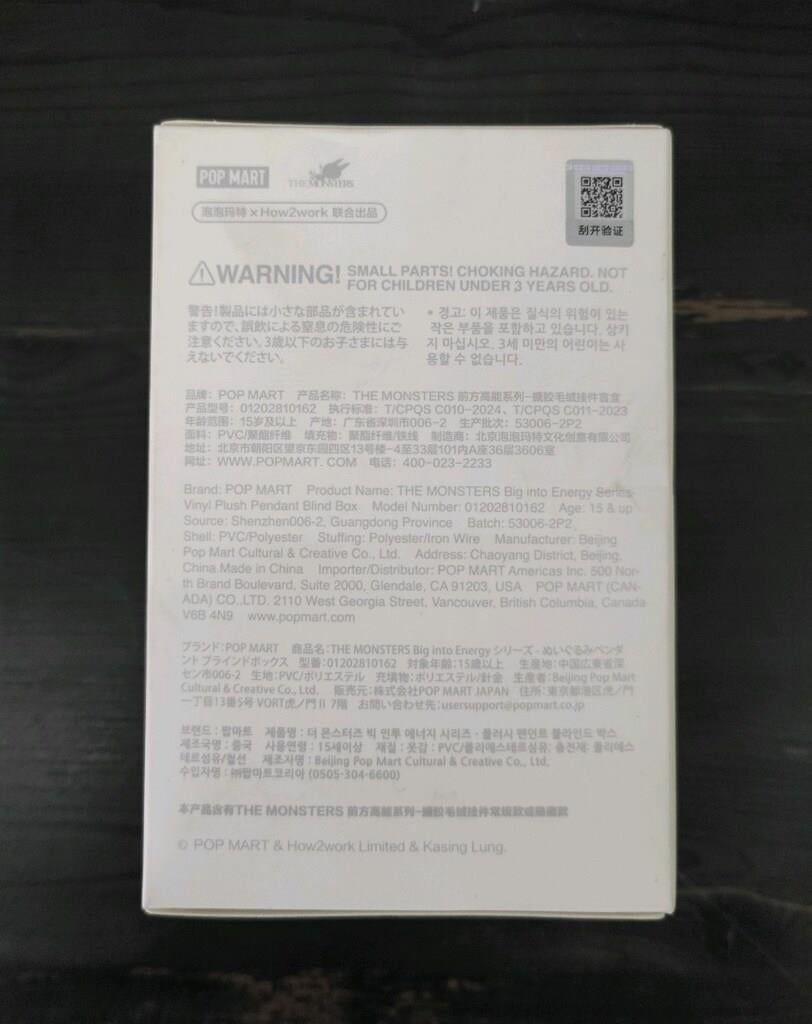 POP MART
THE MONSTERS
泡泡玛特×How2work 联合出品
刮开验证
WARNING! SMALL PARTS! CHOKING HAZARD. NOT
FOR CHILDREN UNDER 3 YEARS OLD.
警告!製品には小さな部品が含まれてい
ますので、誤飲による窒息の危険性にご
注意ください。3歳以下のお子さまには与
えないでください。
• 경고: 이 제품은 질식의 위험이 있는
작은 부품을 포함하고 있습니다. 삼키
지 마십시오. 3세 미만의 어린이는 사
용할 수 없습니다.
品牌: POP MART 产品名称: THE MONSTERS 前方高能系列-搪胶毛绒挂件盲盒
产品型号: 01202810162 执行标准: T/CPQS C010-2024、T/CPQS C011-2023
年龄范围: 15岁及以上 产地: 广东省深圳市006-2 生产批次: 53006-2P2
面料: PVC/聚酯纤维 填充物: 聚酯纤维/铁线 制造商: 北京泡泡玛特文化创意有限公司
地址: 北京市朝阳区望京东园四区13号楼-4至33层101内A座36层3606室
网址: WWW.POPMART. COM 电话: 400-023-2233
Brand: POP MART Product Name: THE MONSTERS Big into Energy Series-
Vinyl Plush Pendant Blind Box Model Number: 01202810162 Age: 15 & up
Source: Shenzhen006-2, Guangdong Province Batch: 53006-2P2
Shell: PVC/Polyester Stuffing: Polyester/Iron Wire Manufacturer: Beijing
Pop Mart Cultural & Creative Co., Ltd. Address: Chaoyang District, Beijing,
China.Made in China Importer/Distributor: POP MART Americas Inc. 500 Nor-
th Brand Boulevard, Suite 2000, Glendale, CA 91203, USA POP MART (CAN-
ADA) CO.,LTD. 2110 West Georgia Street, Vancouver, British Columbia, Canada
V6B 4N9 www.popmart.com
ブランド:POP MART 商品名:THE MONSTERS Big into Energy シリーズ - ぬいぐるみペンダ
ント ブラインドボックス 型番:01202810162 対象年齢:15歳以上 生産地:中国広東省深
セン市006-2 生地:PVC/ポリエステル 充填物:ポリエステル/針金 生産者:Beijing Pop Mart
Cultural & Creative Co., Ltd. 販売元:株式会社POP MART JAPAN 住所:東京都港区虎ノ門
一丁目13番5号 VORT虎ノ門 II 7階 お問い合わせ先:usersupport@popmart.co.jp
브랜드 : 팝마트 제품명 : 더 몬스터즈 빅 인투 에너지 시리즈 - 플러시 펜던트 블라인드 박스
제조국명 : 중국 사용연령 : 15세이상 재질 : 겉감 : PVC/폴리에스테르섬유: 충전재: 폴리에스
테르섬유/철선 제조자명 : Beijing Pop Mart Cultural & Creative Co., Ltd.
수입자명 : ㈜팝마트코리아 (0505-304-6600)
本产品含有THE MONSTERS 前方高能系列-搪胶毛绒挂件常规款或隐藏款
© POP MART & How2work Limited & Kasing Lung.